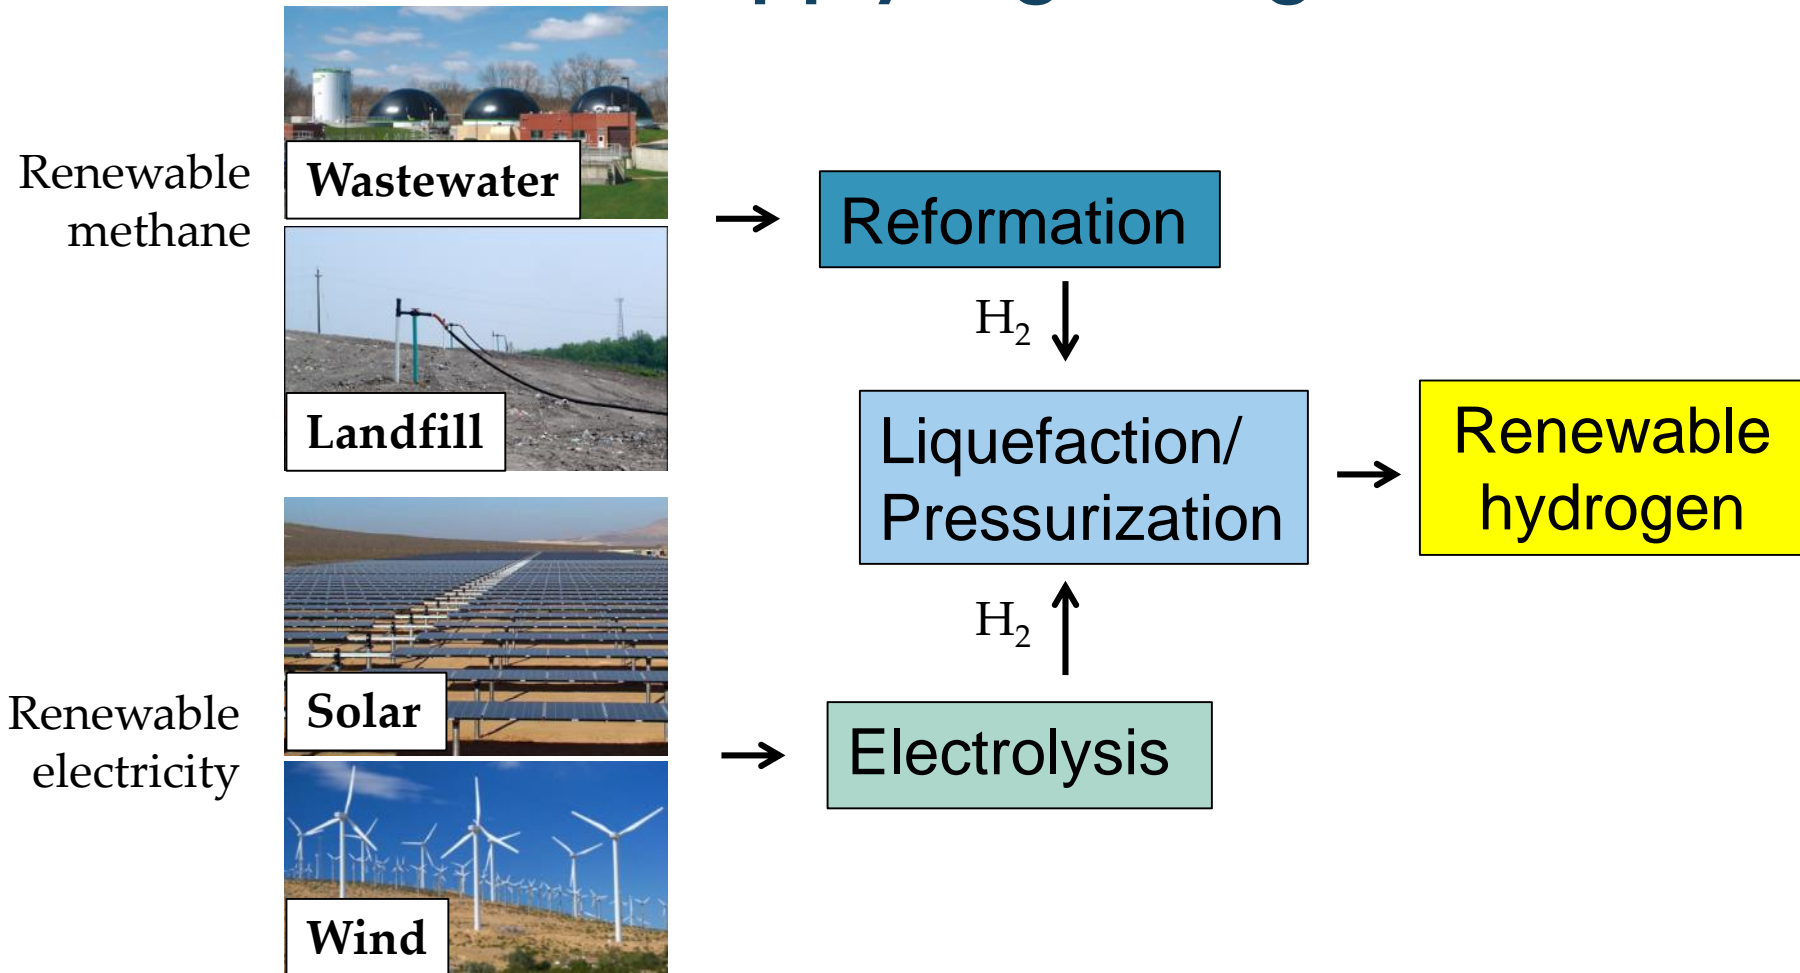 Renewable
methane
Wastewater
Landfill
Reformation
H₂
Liquefaction/
Pressurization
Renewable
hydrogen
H₂
Renewable
electricity
Solar
Wind
Electrolysis